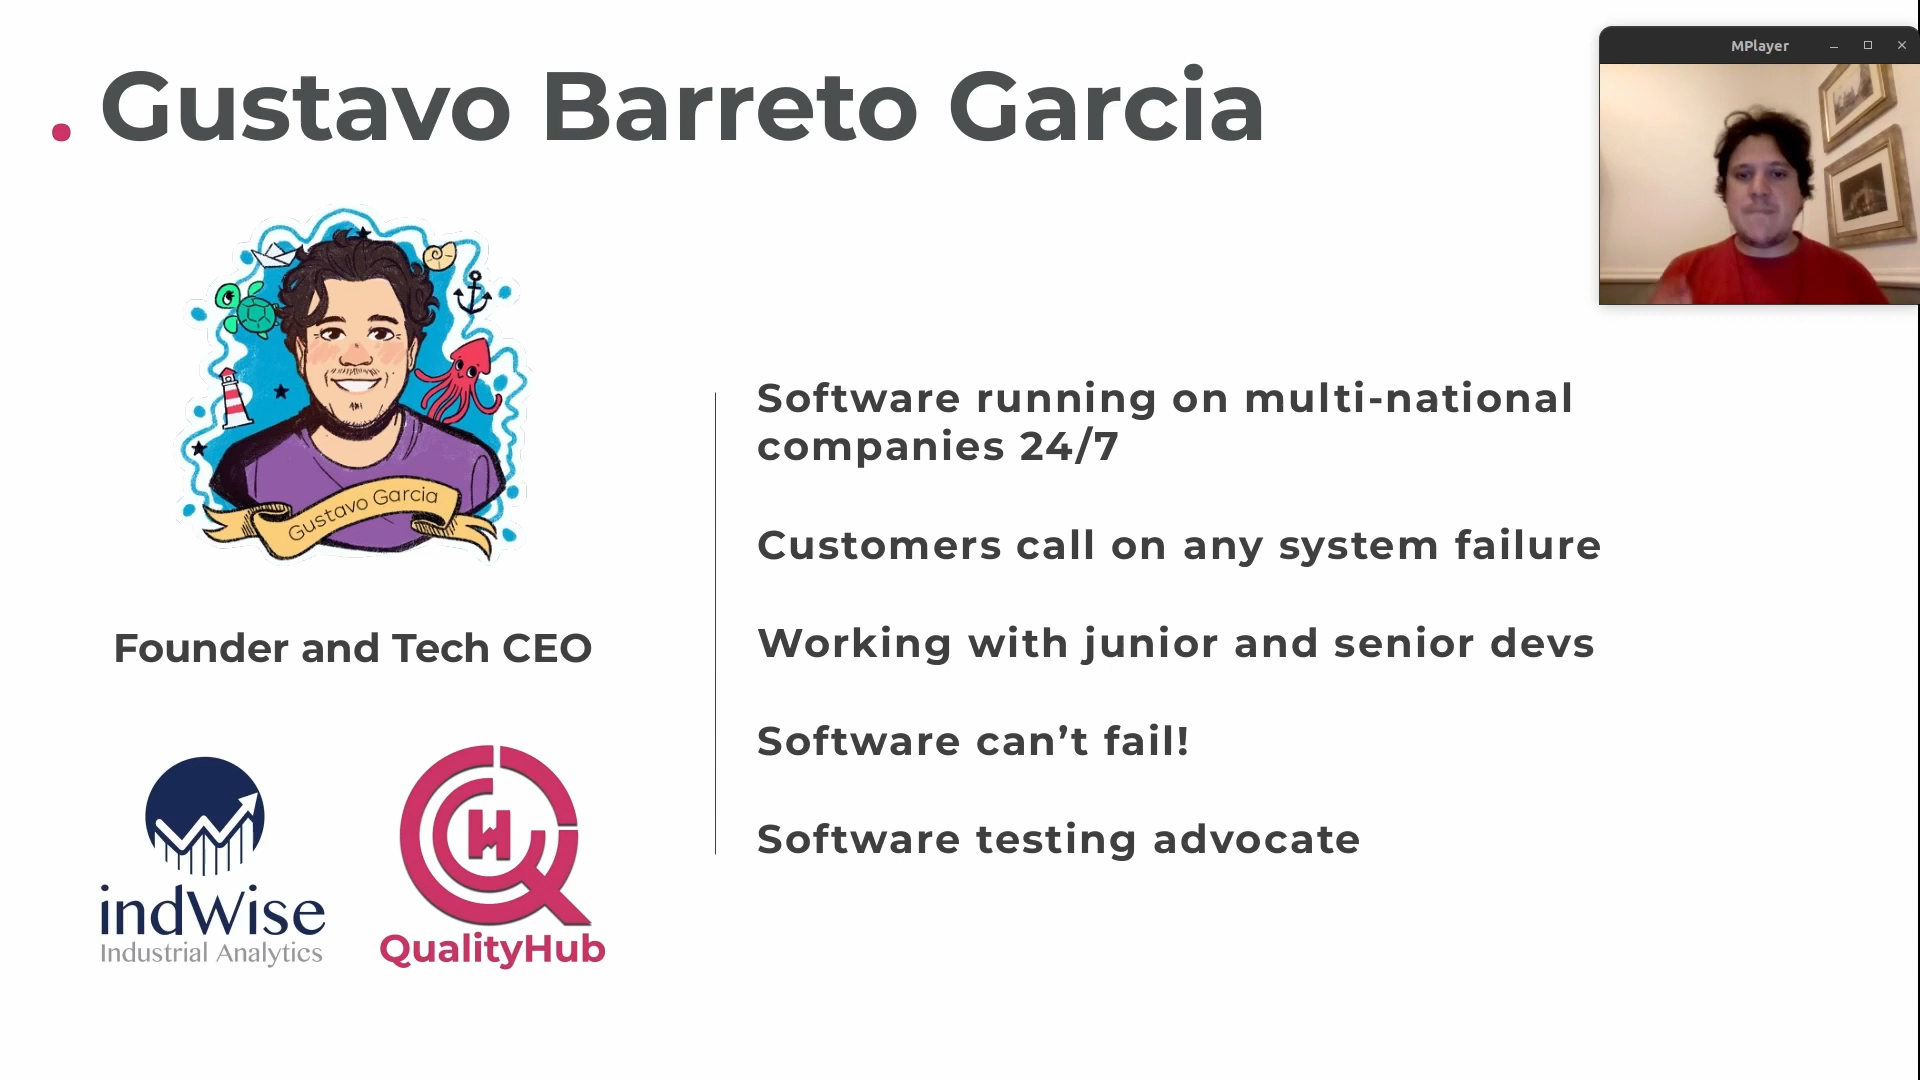 . Gustavo Barreto Garcia
MPlayer
Gustavo Garcia
Founder and Tech CEO
indWise
Industrial Analytics
QualityHub
Software running on multi-national
companies 24/7
Customers call on any system failure
Working with junior and senior devs
Software can’t fail!
Software testing advocate